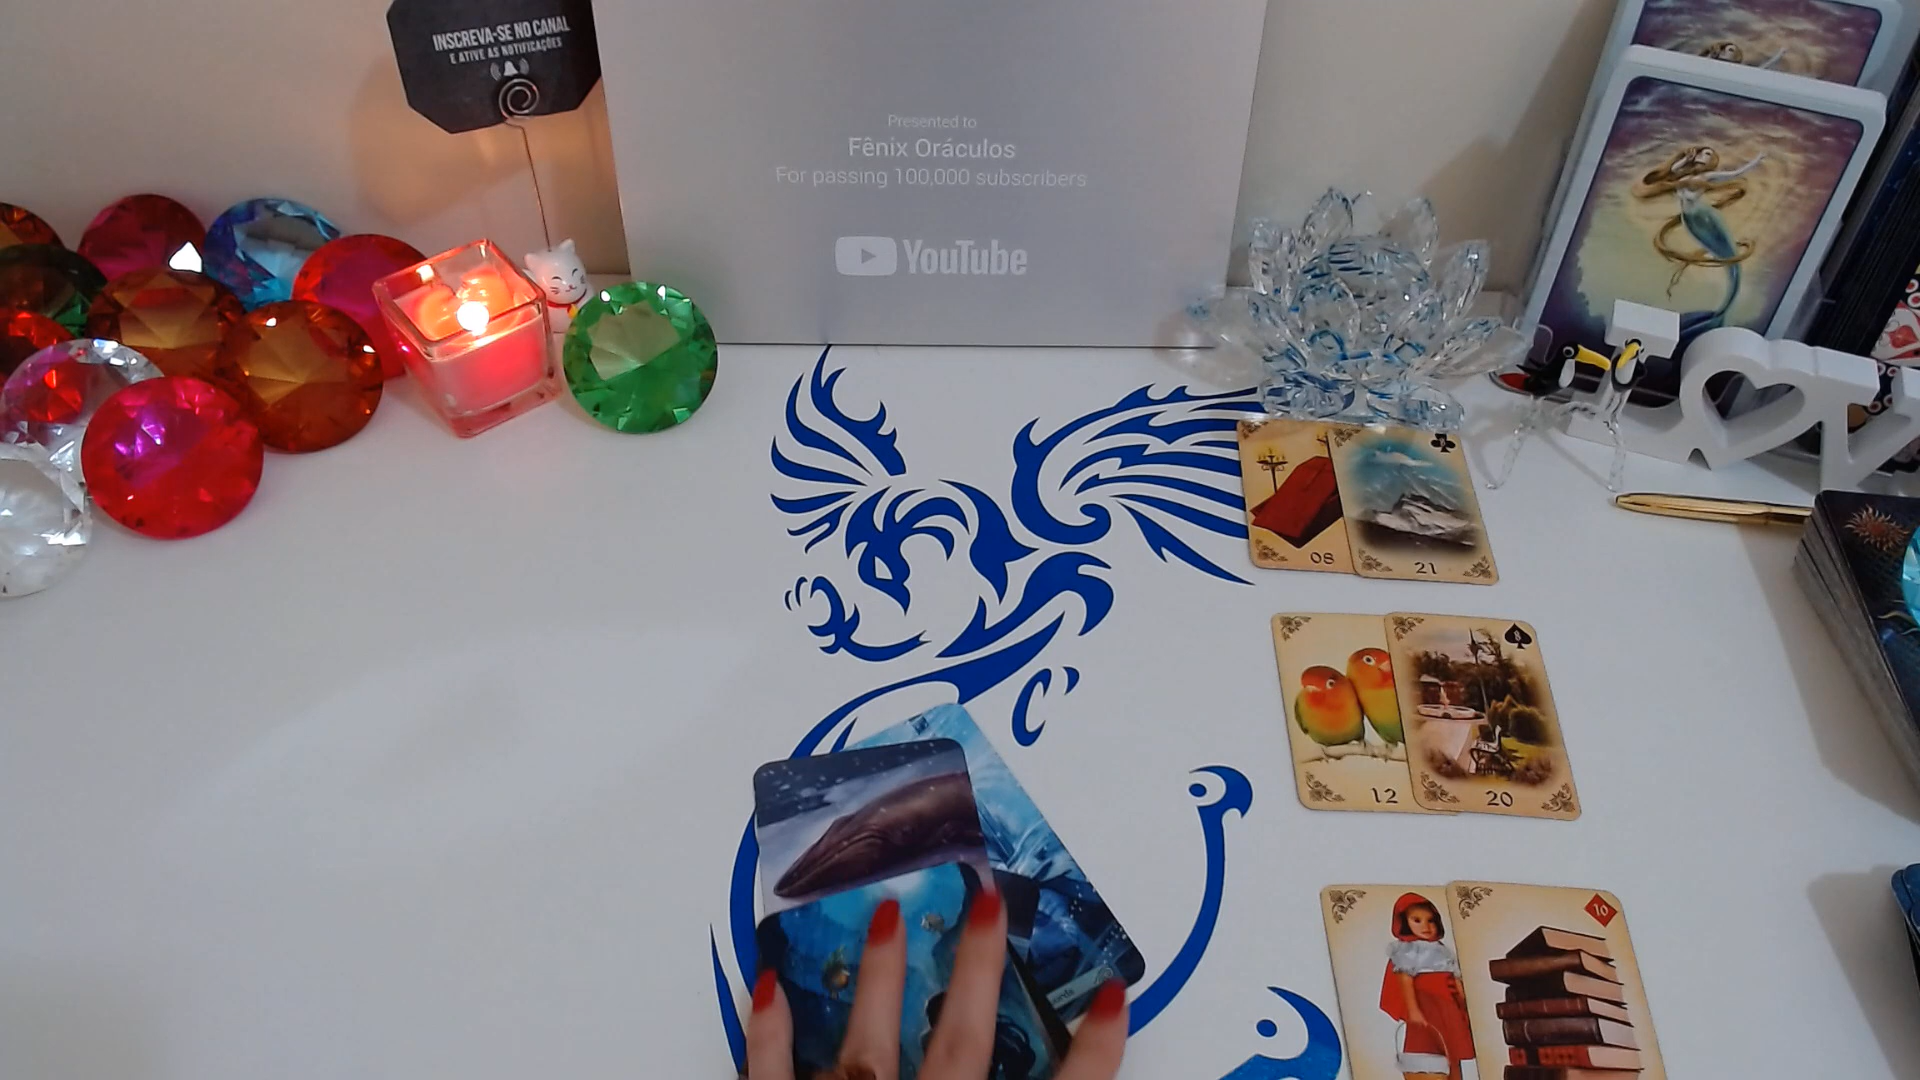 INSCREVA-SE NO CANAL
E ATIVE AS NOTIFICAÇÕES
Presented to
Fênix Oráculos
For passing 100,000 subscribers
YouTube
08
21
12
8
20
10